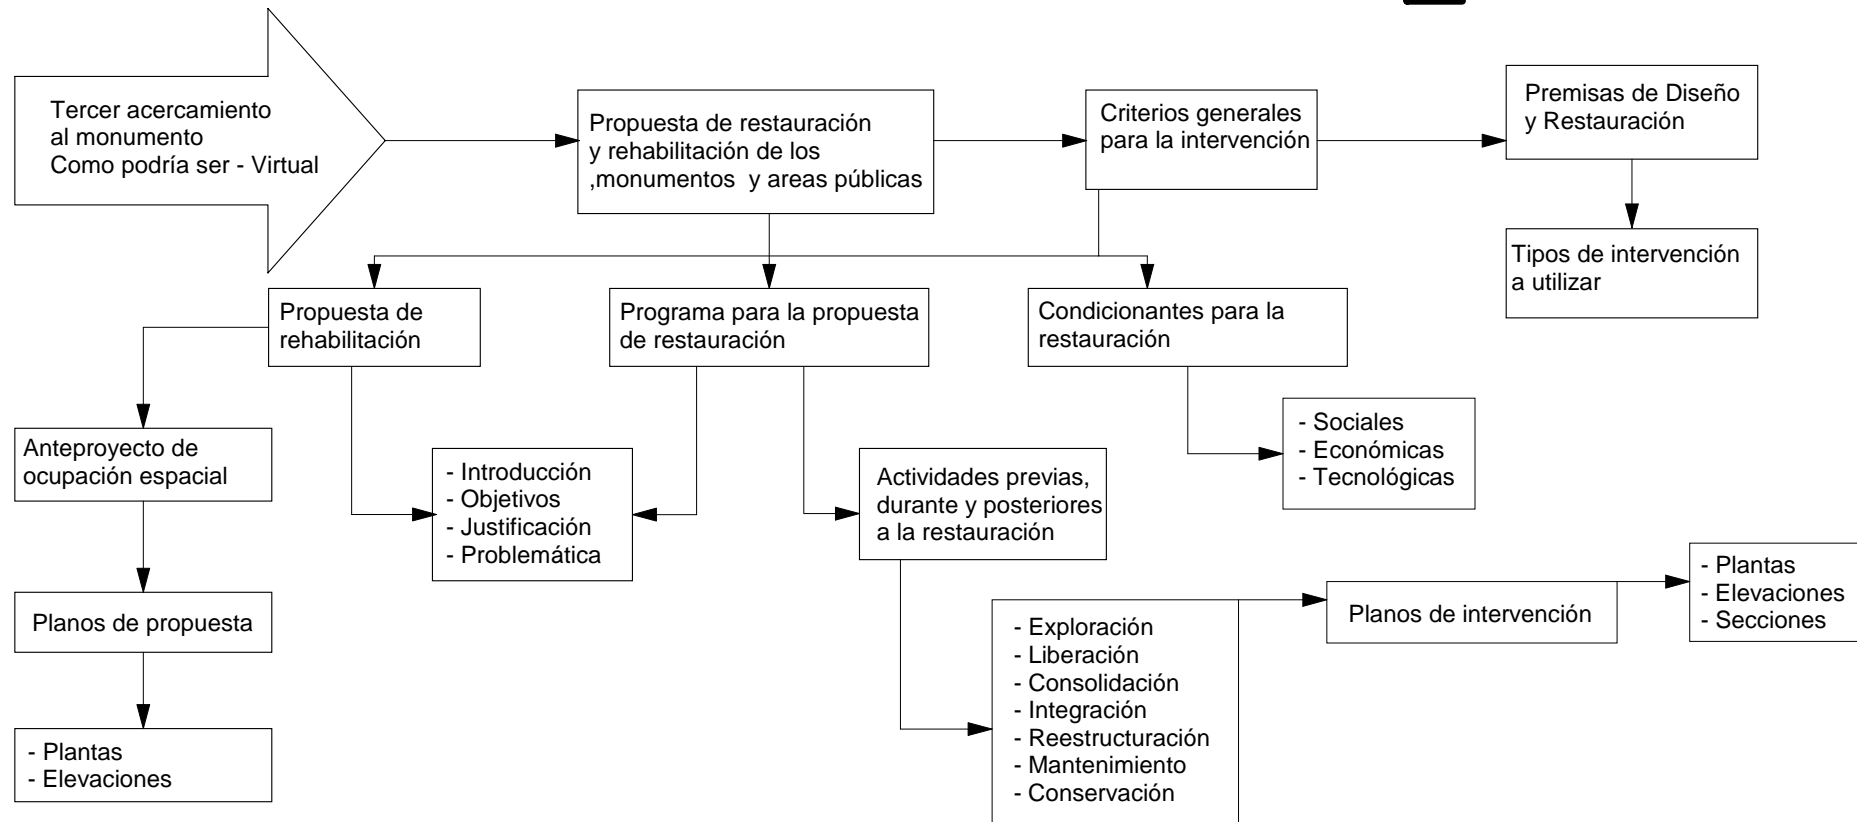 Tercer acercamiento
al monumento
Como podría ser - Virtual
Propuesta de restauración
y rehabilitación de los
,monumentos y areas públicas
Criterios generales
para la intervención
Premisas de Diseño
y Restauración
Tipos de intervención
a utilizar
Propuesta de
rehabilitación
Programa para la propuesta
de restauración
Condicionantes para la
restauración
- Sociales
- Económicas
- Tecnológicas
Anteproyecto de
ocupación espacial
- Introducción
- Objetivos
- Justificación
- Problemática
Actividades previas,
durante y posteriores
a la restauración
Planos de propuesta
- Exploración
- Liberación
- Consolidación
- Integración
- Reestructuración
- Mantenimiento
- Conservación
Planos de intervención
- Plantas
- Elevaciones
- Secciones
- Plantas
- Elevaciones